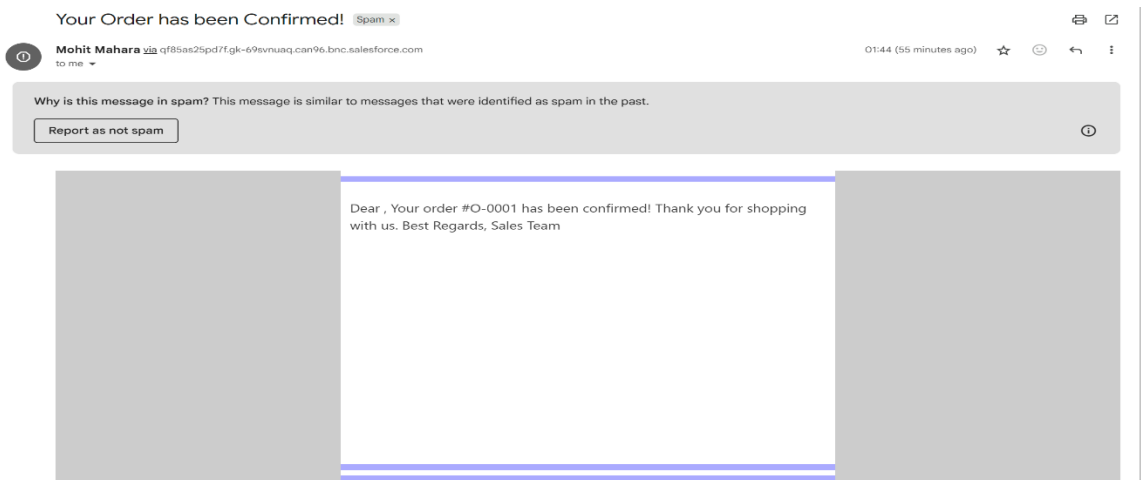 Your Order has been Confirmed! Spam x
Mohit Mahara via qf85as25pd7f.gk-69svnuaq.can96.bnc.salesforce.com 01:44 (55 minutes ago)
to me
Why is this message in spam? This message is similar to messages that were identified as spam in the past.
Report as not spam
Dear , Your order #O-0001 has been confirmed! Thank you for shopping
with us. Best Regards, Sales Team